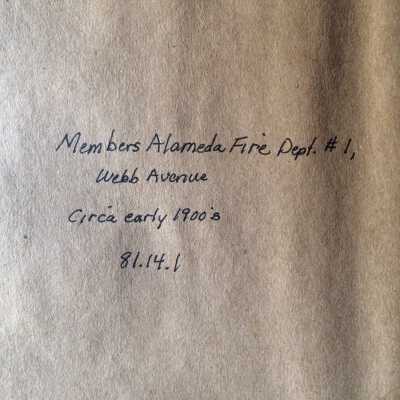 Members Alameda Fire Dept. # 1,
Webb Avenue
Circa early 1900's
81.14.1